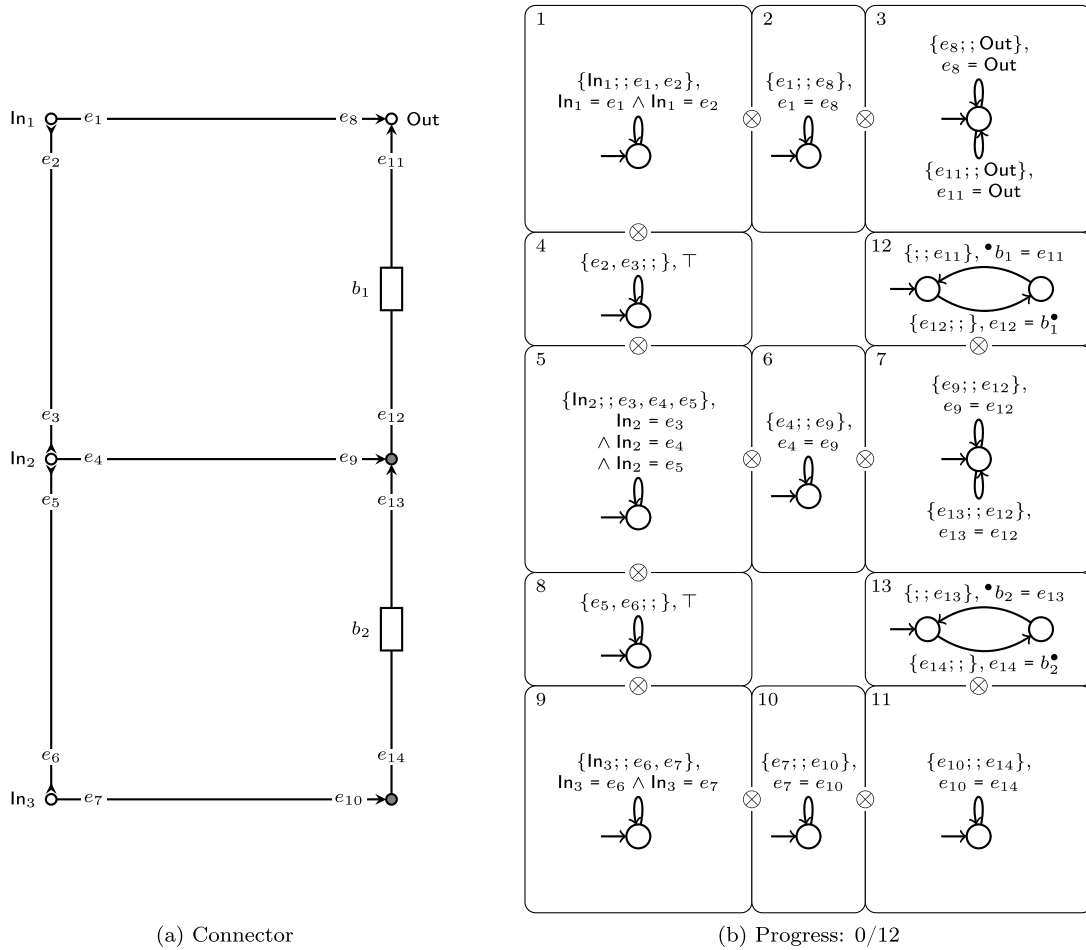 In₁
e₁
e₈
Out
e₂
e₁₁
b₁
e₃
e₁₂
In₂
e₄
e₉
e₅
e₁₃
b₂
e₆
e₁₄
In₃
e₇
e₁₀
(a) Connector
1
{In₁; ; e₁, e₂},
In₁ = e₁ ∧ In₁ = e₂
⊗
2
{e₁; ; e₈},
e₁ = e₈
⊗
3
{e₈; ; Out},
e₈ = Out
{e₁₁; ; Out},
e₁₁ = Out
⊗
4
{e₂, e₃; ; }, ⊤
12
{; ; e₁₁}, •b₁ = e₁₁
{e₁₂; ; }, e₁₂ = b₁•
⊗
⊗
5
{In₂; ; e₃, e₄, e₅},
In₂ = e₃
∧ In₂ = e₄
∧ In₂ = e₅
⊗
6
{e₄; ; e₉},
e₄ = e₉
⊗
7
{e₉; ; e₁₂},
e₉ = e₁₂
{e₁₃; ; e₁₂},
e₁₃ = e₁₂
⊗
8
{e₅, e₆; ; }, ⊤
13
{; ; e₁₃}, •b₂ = e₁₃
{e₁₄; ; }, e₁₄ = b₂•
⊗
⊗
9
{In₃; ; e₆, e₇},
In₃ = e₆ ∧ In₃ = e₇
⊗
10
{e₇; ; e₁₀},
e₇ = e₁₀
⊗
11
{e₁₀; ; e₁₄},
e₁₀ = e₁₄
(b) Progress: 0/12